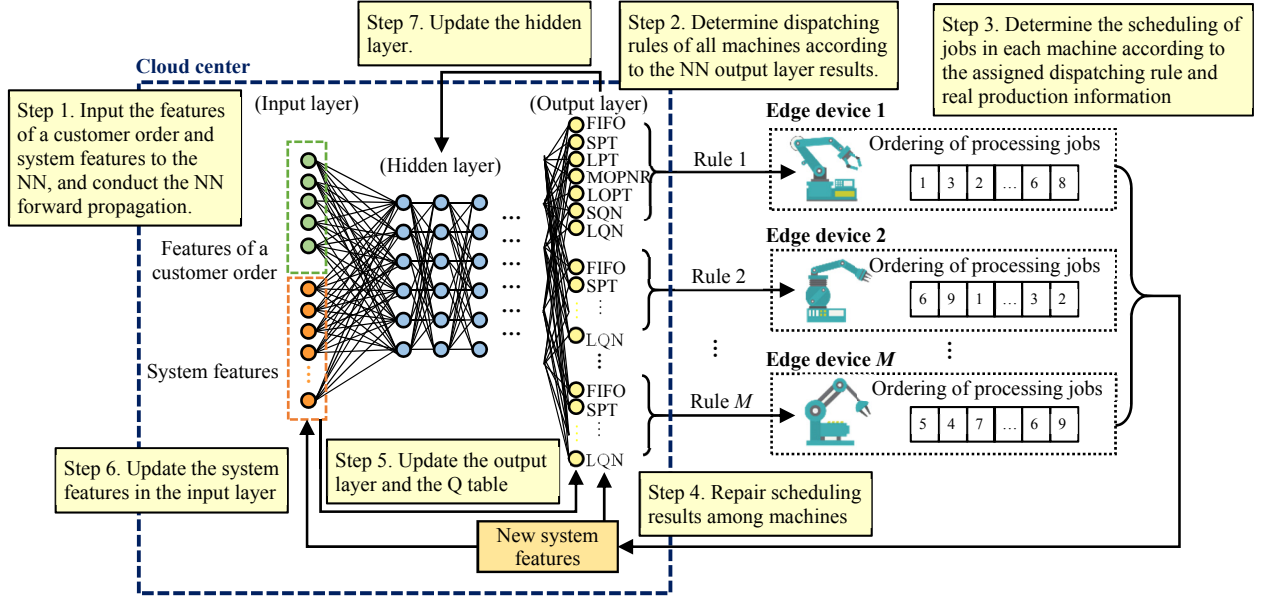 Step 7. Update the hidden
layer.
Step 2. Determine dispatching
rules of all machines according
to the NN output layer results.
Step 3. Determine the scheduling of
jobs in each machine according to
the assigned dispatching rule and
real production information
Cloud center
Step 1. Input the features
of a customer order and
system features to the
NN, and conduct the NN
forward propagation.
(Input layer)
(Hidden layer)
(Output layer)
Features of a
customer order
System features
...
...
...
...
...
...
FIFO
SPT
LPT
MOPNR
LOPT
SQN
LQN
FIFO
SPT
⋮
LQN
⋮
FIFO
SPT
⋮
LQN
Rule 1
Rule 2
⋮
Rule M
Edge device 1
Ordering of processing jobs
1 3 2 ... 6 8
Edge device 2
Ordering of processing jobs
6 9 1 ... 3 2
⋮
Edge device M
Ordering of processing jobs
5 4 7 ... 6 9
Step 6. Update the system
features in the input layer
Step 5. Update the output
layer and the Q table
Step 4. Repair scheduling
results among machines
New system
features